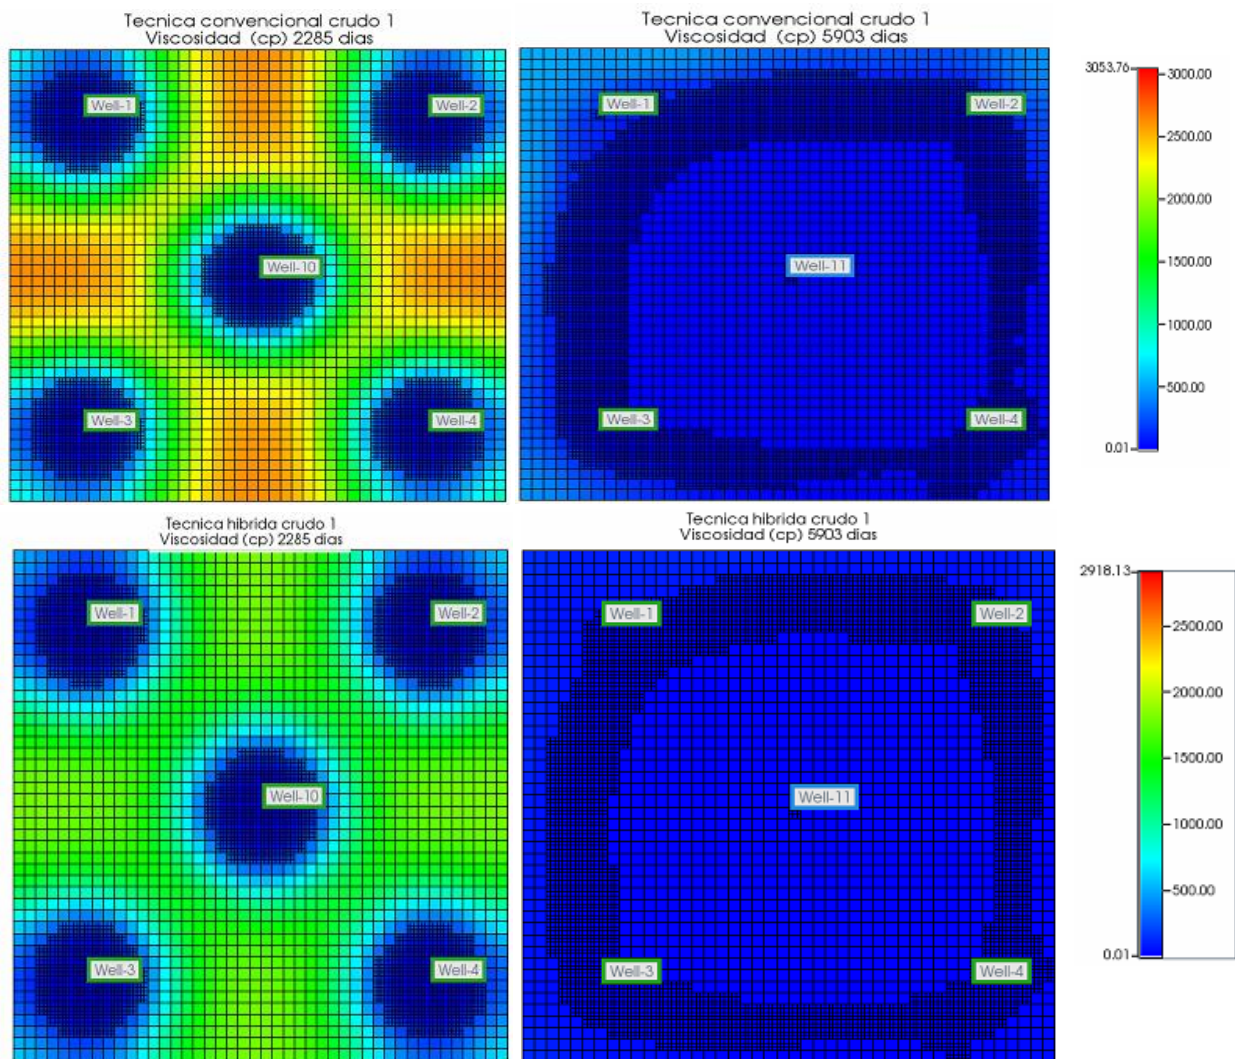 Tecnica convencional crudo 1
Viscosidad (cp) 2285 dias
Well-1
Well-2
Well-10
Well-3
Well-4
Tecnica convencional crudo 1
Viscosidad (cp) 5903 dias
Well-1
Well-2
Well-11
Well-3
Well-4
3053.76
3000.00
2500.00
2000.00
1500.00
1000.00
500.00
0.01
Tecnica hibrida crudo 1
Viscosidad (cp) 2285 dias
Well-1
Well-2
Well-10
Well-3
Well-4
Tecnica hibrida crudo 1
Viscosidad (cp) 5903 dias
Well-1
Well-2
Well-11
Well-3
Well-4
2918.13
2500.00
2000.00
1500.00
1000.00
500.00
0.01